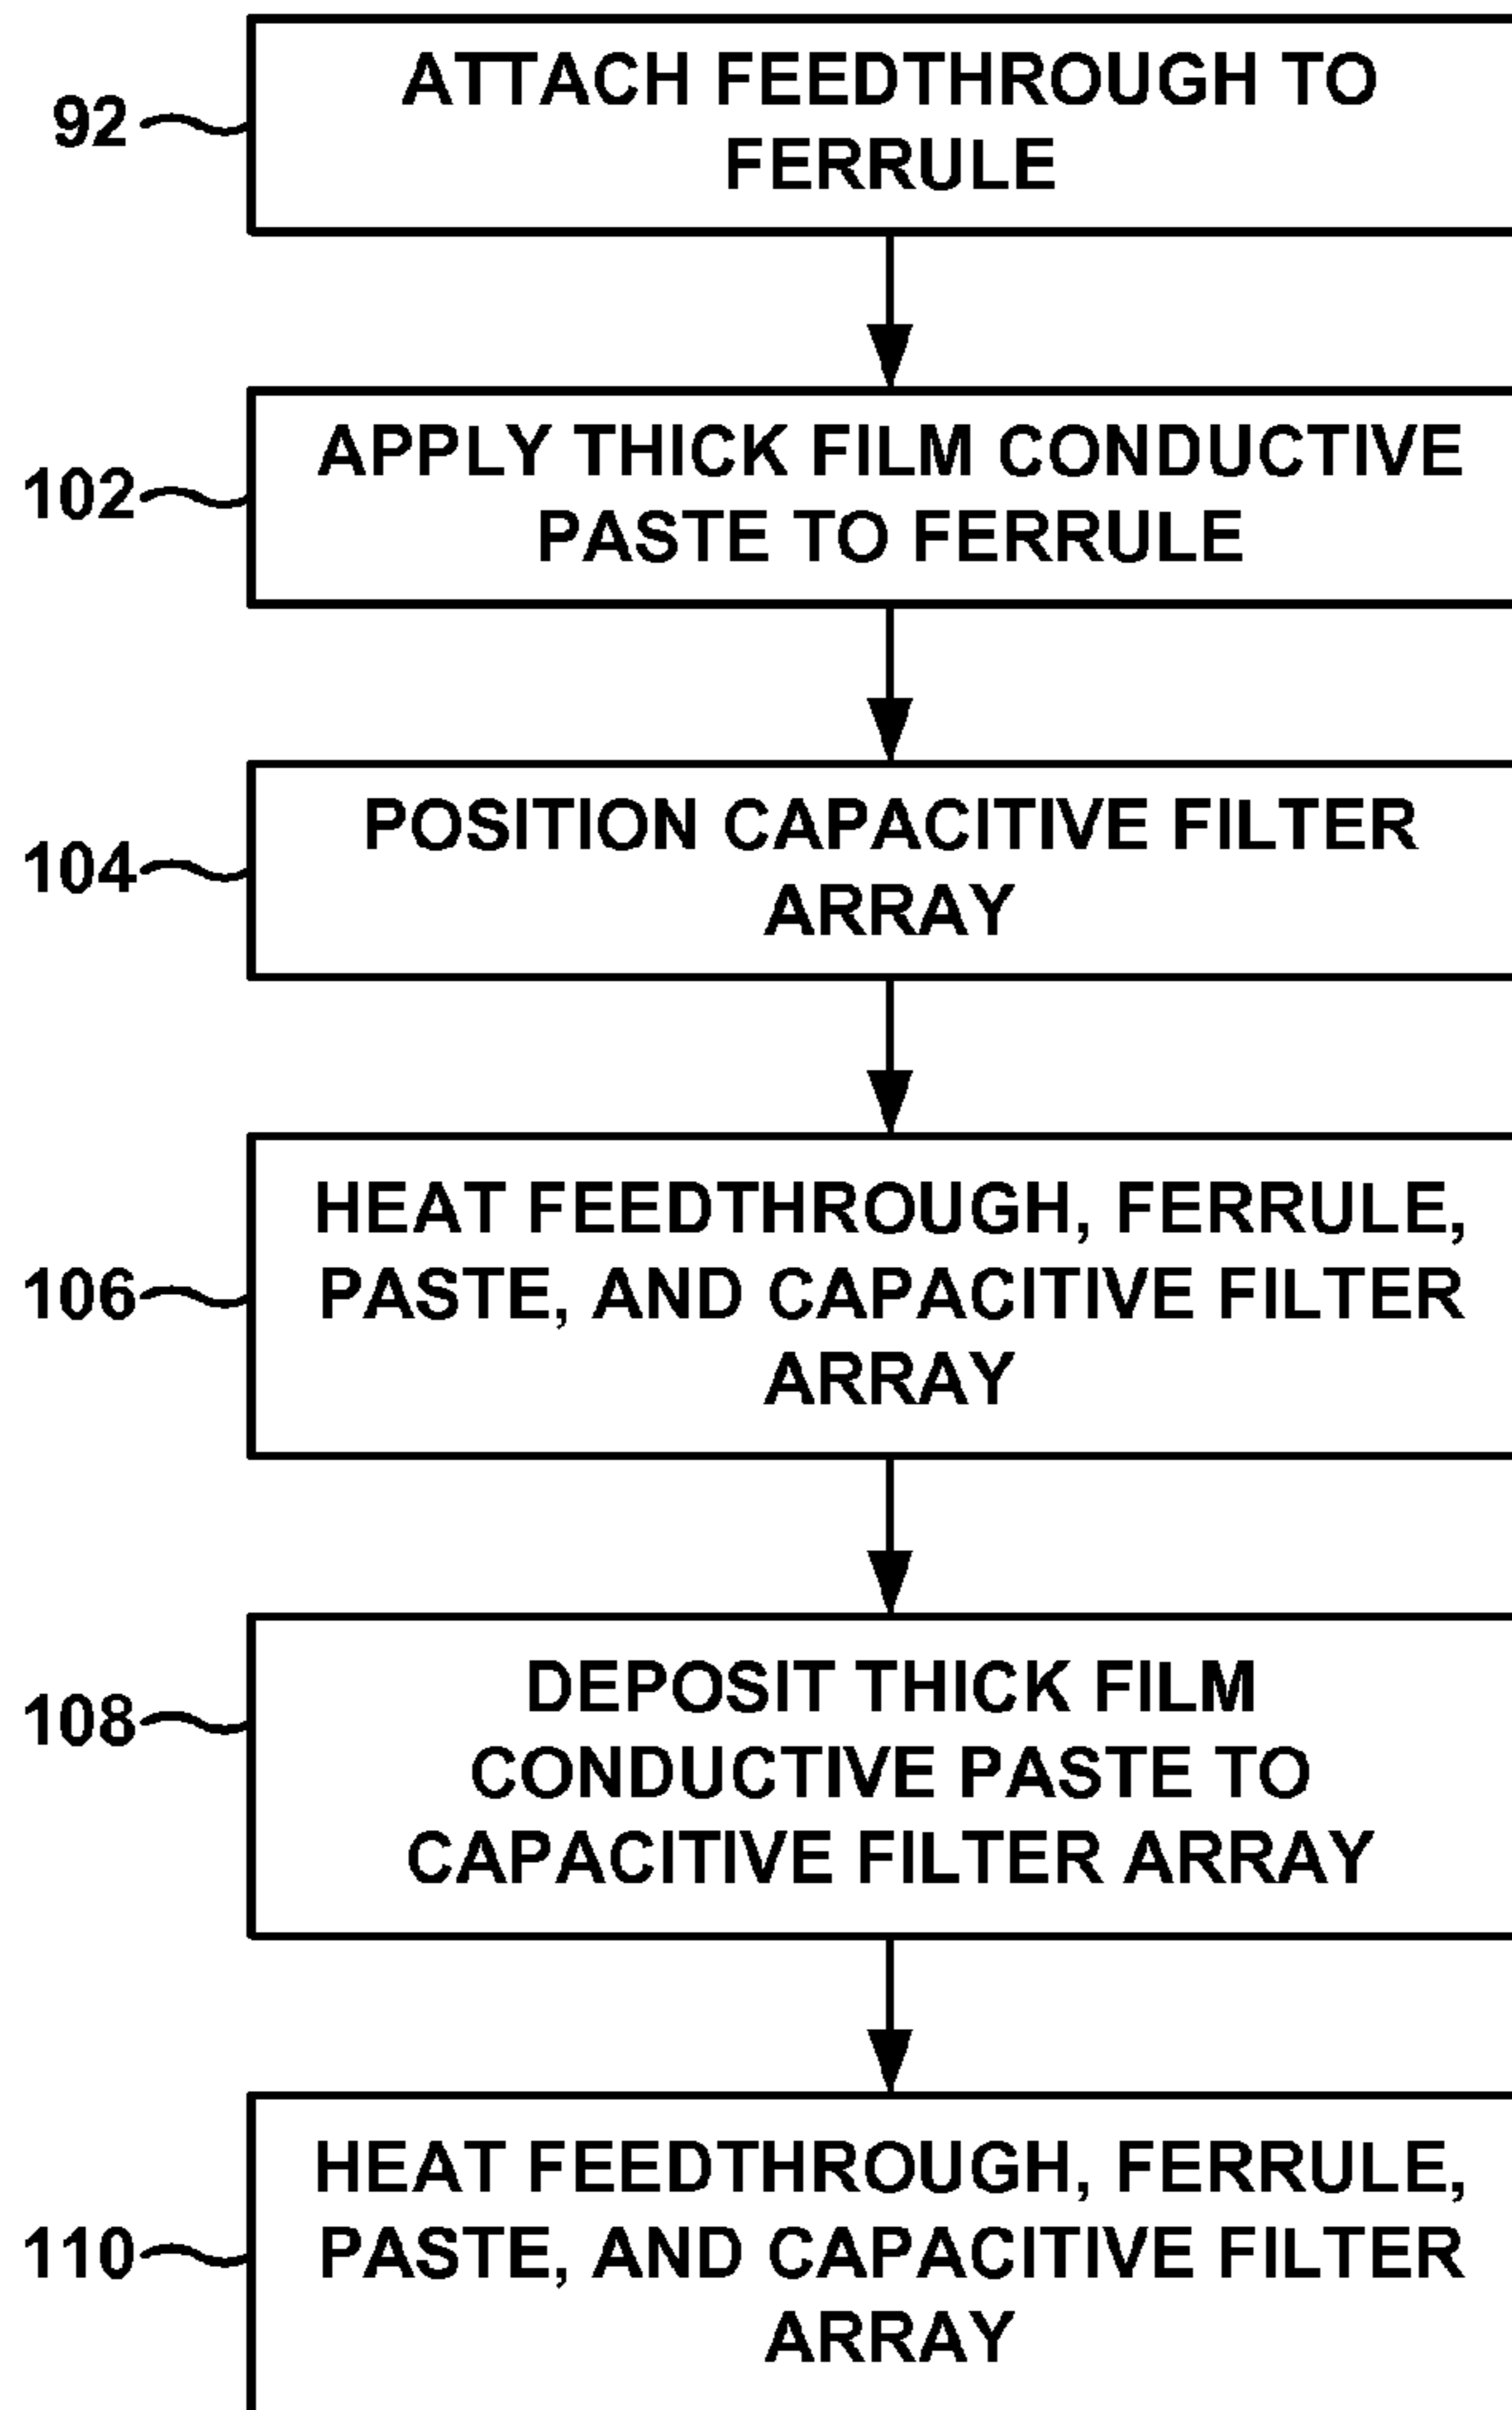 92
ATTACH FEEDTHROUGH TO
FERRULE
102
APPLY THICK FILM CONDUCTIVE
PASTE TO FERRULE
104
POSITION CAPACITIVE FILTER
ARRAY
106
HEAT FEEDTHROUGH, FERRULE,
PASTE, AND CAPACITIVE FILTER
ARRAY
108
DEPOSIT THICK FILM
CONDUCTIVE PASTE TO
CAPACITIVE FILTER ARRAY
110
HEAT FEEDTHROUGH, FERRULE,
PASTE, AND CAPACITIVE FILTER
ARRAY